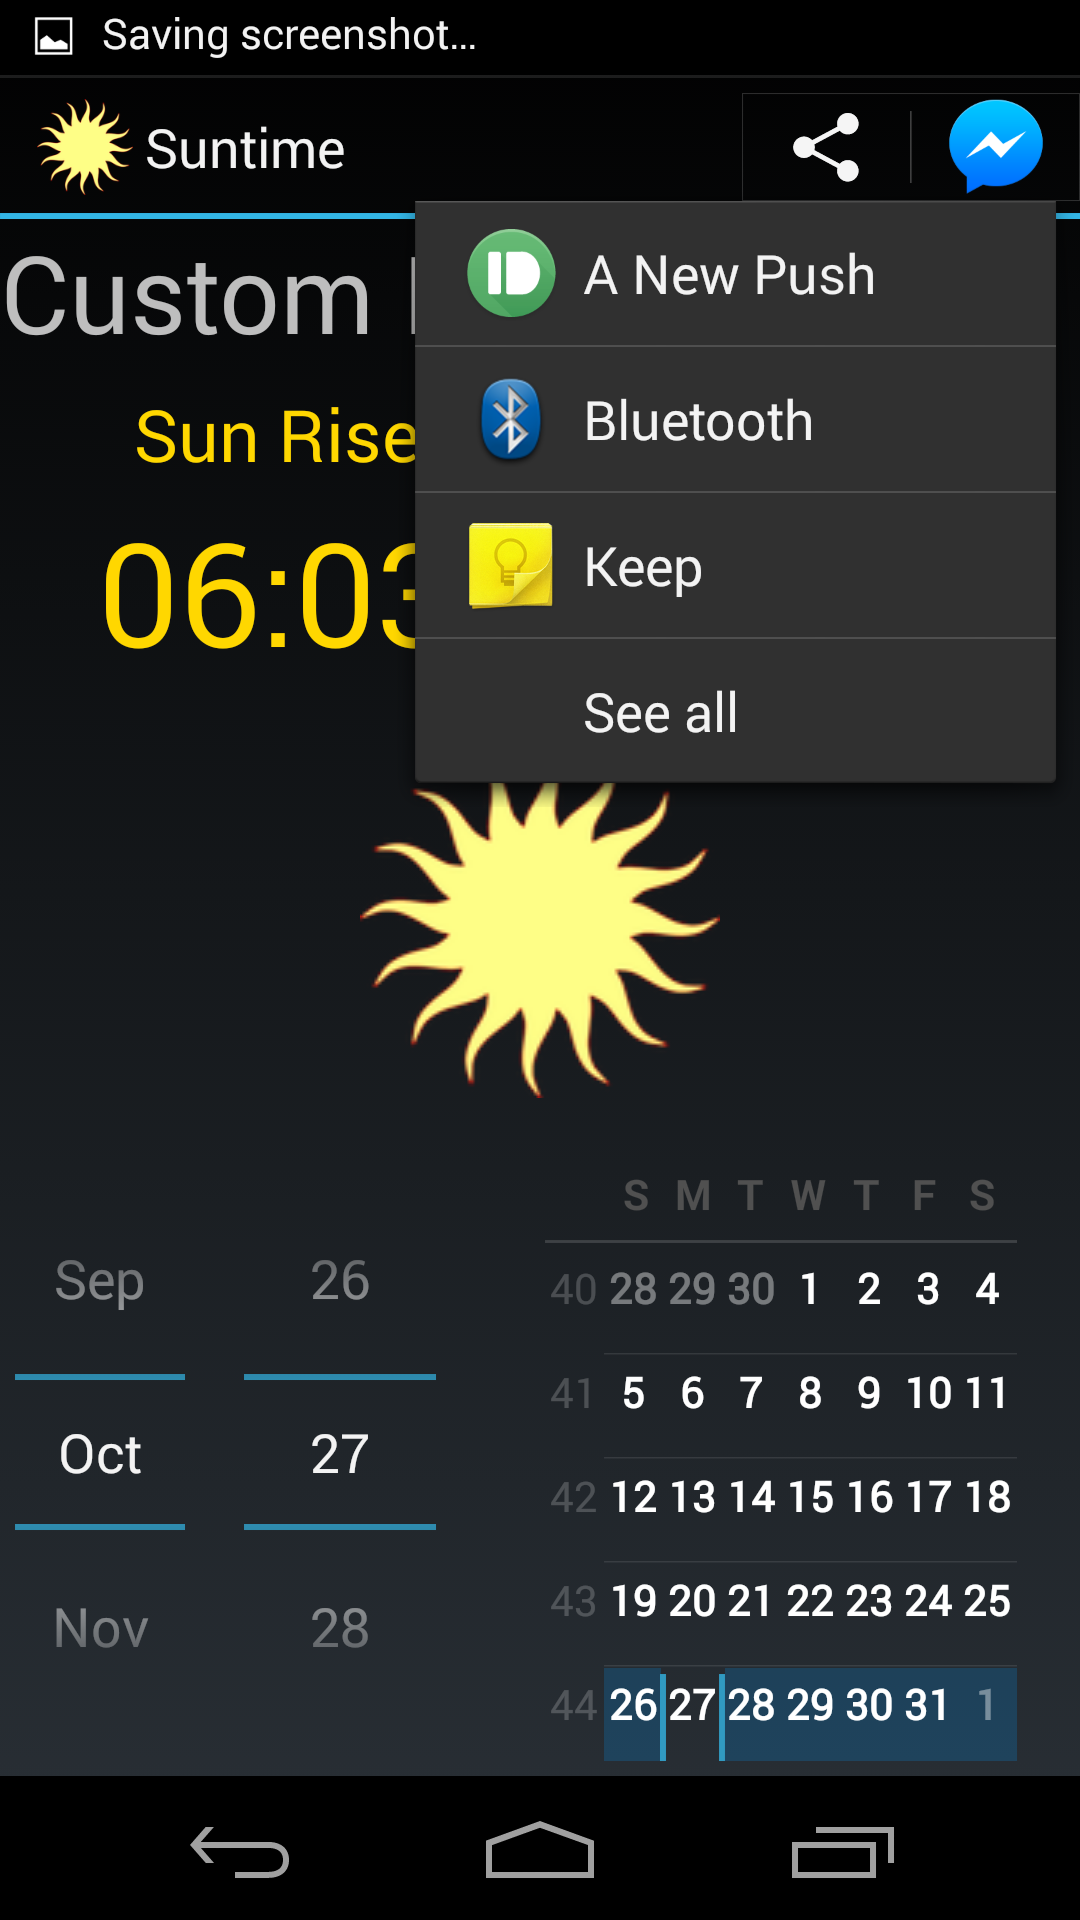 Saving screenshot...
Suntime
Custom
A New Push
Sun Rise
Bluetooth
06:03
Keep
See all
S M T W T F S
Sep 26
40 28 29 30 1 2 3 4
41 5 6 7 8 9 10 11
Oct 27
42 12 13 14 15 16 17 18
43 19 20 21 22 23 24 25
Nov 28
44 26 27 28 29 30 31 1